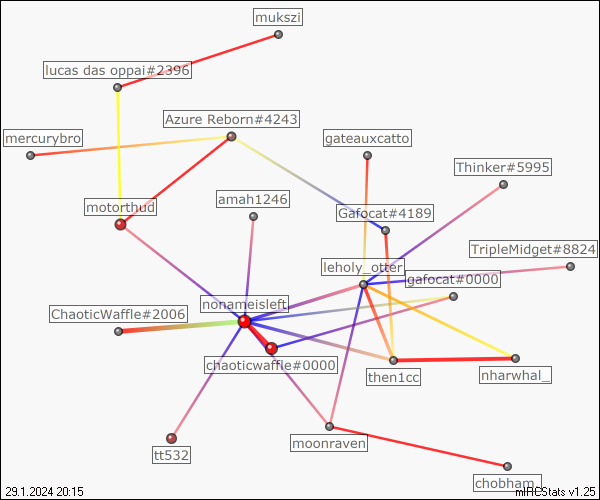 mukszi
lucas das oppai#2396
Azure Reborn#4243
mercurybro
gateauxcatto
Thinker#5995
amah1246
motorthud
Gafocat#4189
TripleMidget#8824
leholy_otter
gafocat#0000
nonameisleft
ChaoticWaffle#2006
chaoticwaffle#0000
then1cc
nharwhal_
moonraven
tt532
chobham_
29.1.2024 20:15
mIRCStats v1.25